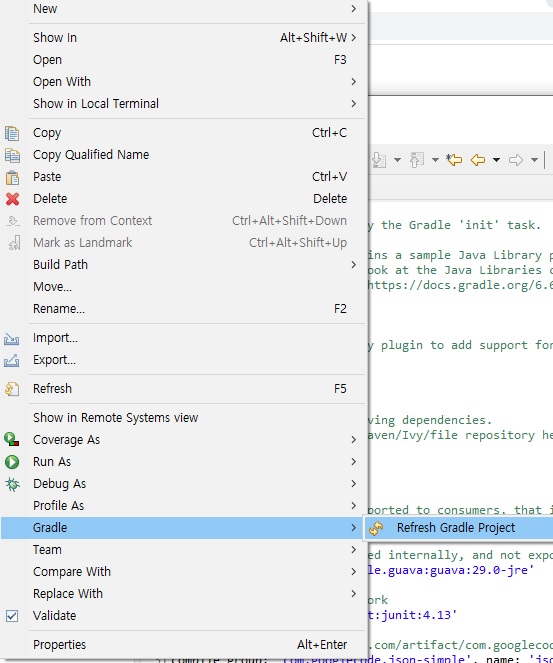 New
Show In Alt+Shift+W
Open F3
Open With
Show in Local Terminal
Copy Ctrl+C
Copy Qualified Name
Paste Ctrl+V
Delete Delete
Remove from Context Ctrl+Alt+Shift+Down
Mark as Landmark Ctrl+Alt+Shift+Up
y the Gradle 'init' task.
ins a sample Java Library p
Build Path
ook at the Java Libraries
https://docs.gradle.org/6.6
Move...
Rename... F2
Import...
y plugin to add support for
Export...
Refresh F5
Show in Remote Systems view
ving dependencies.
Coverage As
aven/Ivy/file repository he
Run As
Debug As
Profile As
ported to consumers, that i
Gradle
Refresh Gradle Project
Team
ed internally, and not expo
Compare With
le.guava:guava:29.0-jre'
Replace With
ork
Validate
t:junit:4.13'
Properties Alt+Enter
.com/artifact/com.googlecod
compile group: 'com.googlecode.json-simple', name: 'jso